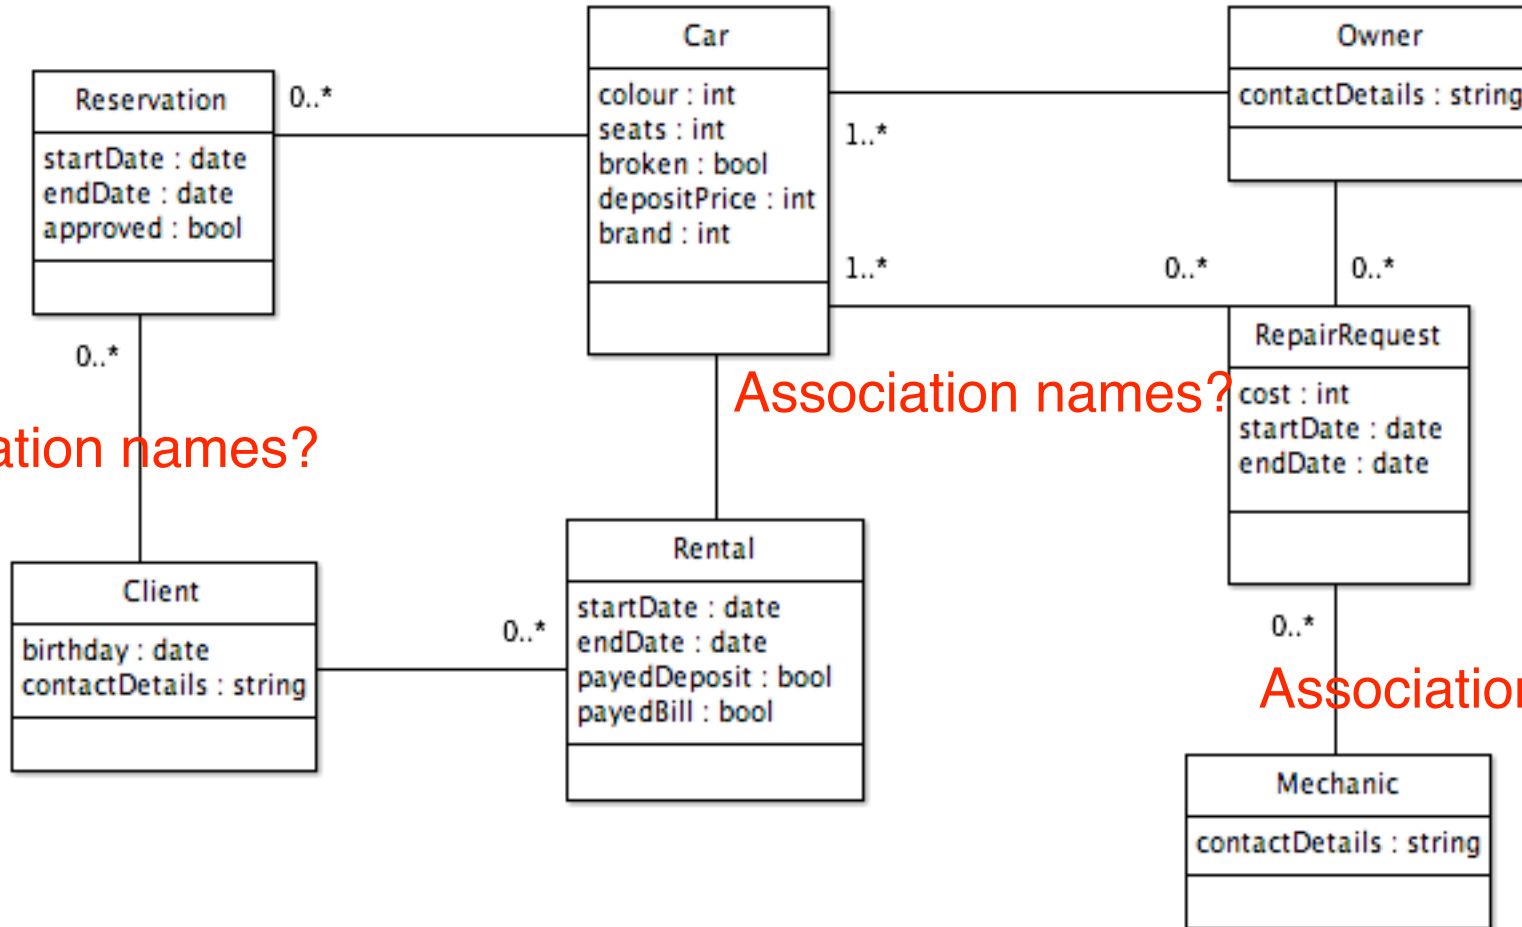 Car
colour : int
seats : int
broken : bool
depositPrice : int
brand : int
Owner
contactDetails : string
Reservation
startDate : date
endDate : date
approved : bool
0..*
1..*
1..*
0..*
0..*
0..*
RepairRequest
cost : int
startDate : date
endDate : date
Association names?
ation names?
Client
birthday : date
contactDetails : string
0..*
Rental
startDate : date
endDate : date
payedDeposit : bool
payedBill : bool
0..*
Association
Mechanic
contactDetails : string